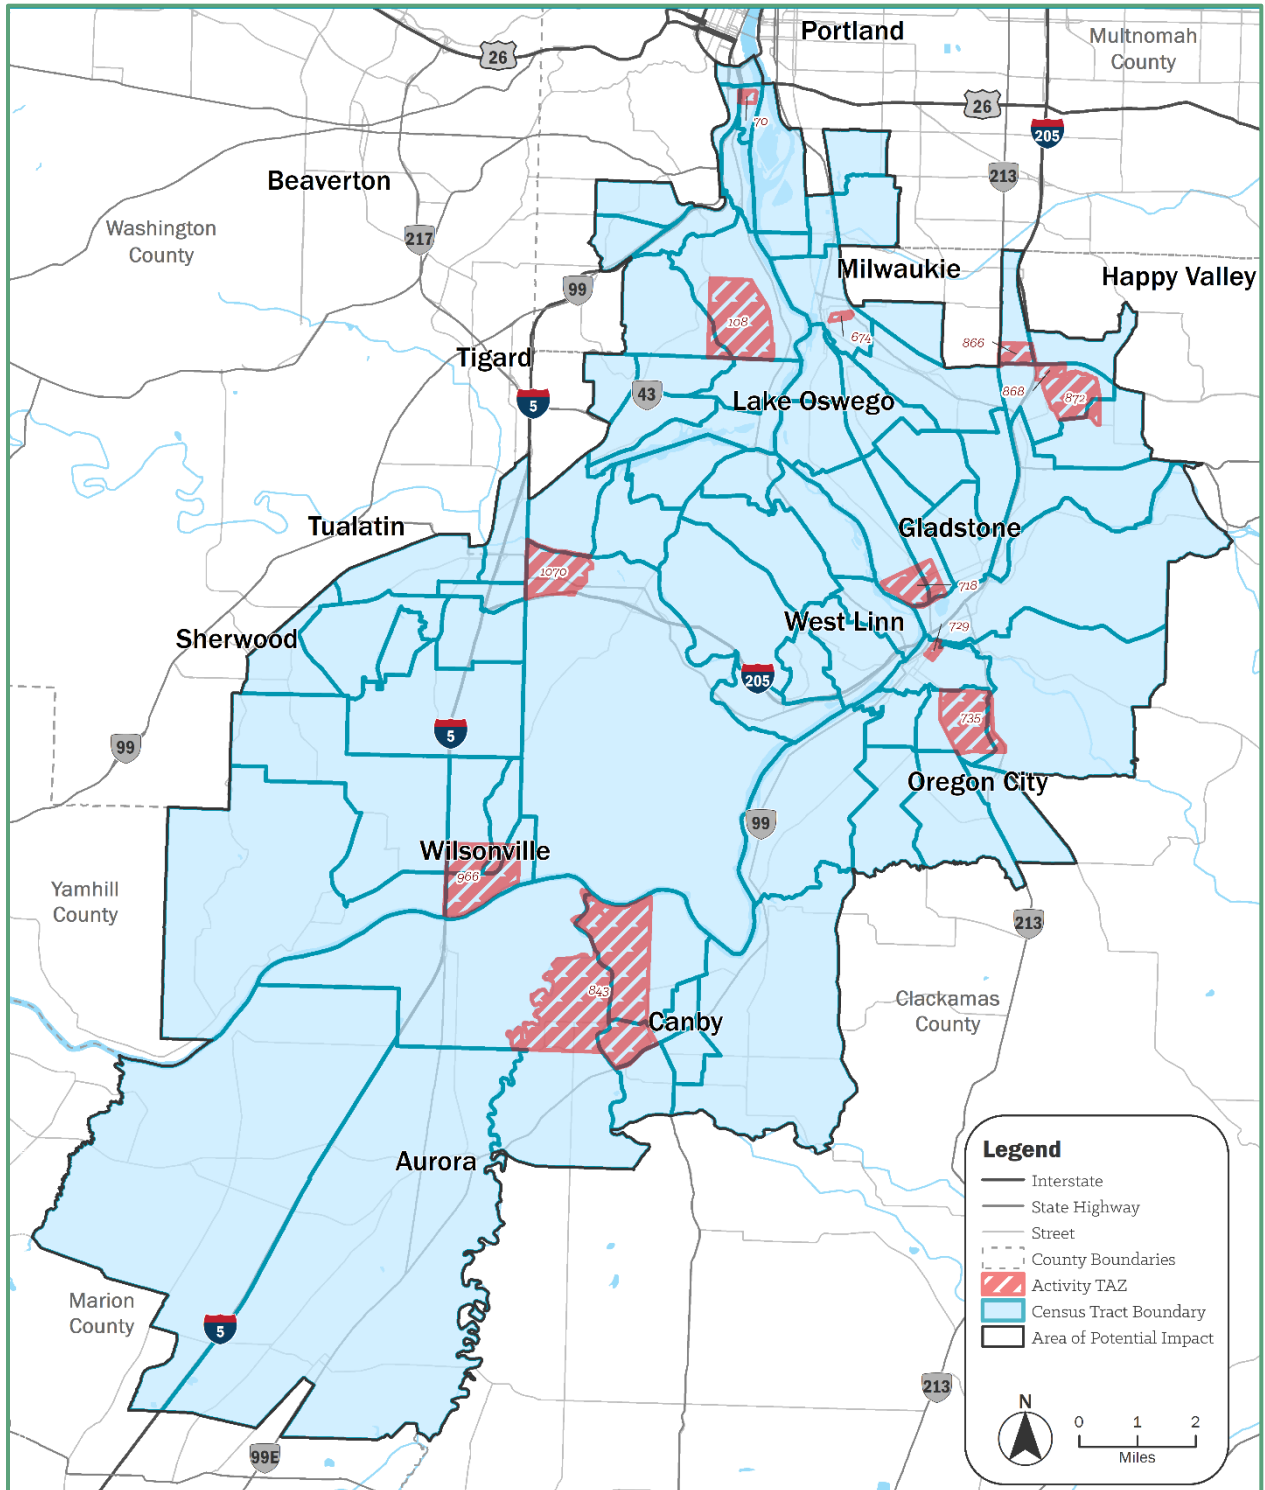 Portland
Multnomah
County
26
26
70
205
213
Beaverton
Washington
County
217
Milwaukie
Happy Valley
99
108
674
866
Tigard
868
872
43
5
Lake Oswego
Tualatin
Gladstone
1070
718
West Linn
729
Sherwood
205
735
5
99
Oregon City
99
Wilsonville
966
Yamhill
County
213
843
Clackamas
County
Canby
Aurora
Marion
County
5
213
99E
Legend
Interstate
State Highway
Street
County Boundaries
Activity TAZ
Census Tract Boundary
Area of Potential Impact
N
0 1 2
Miles